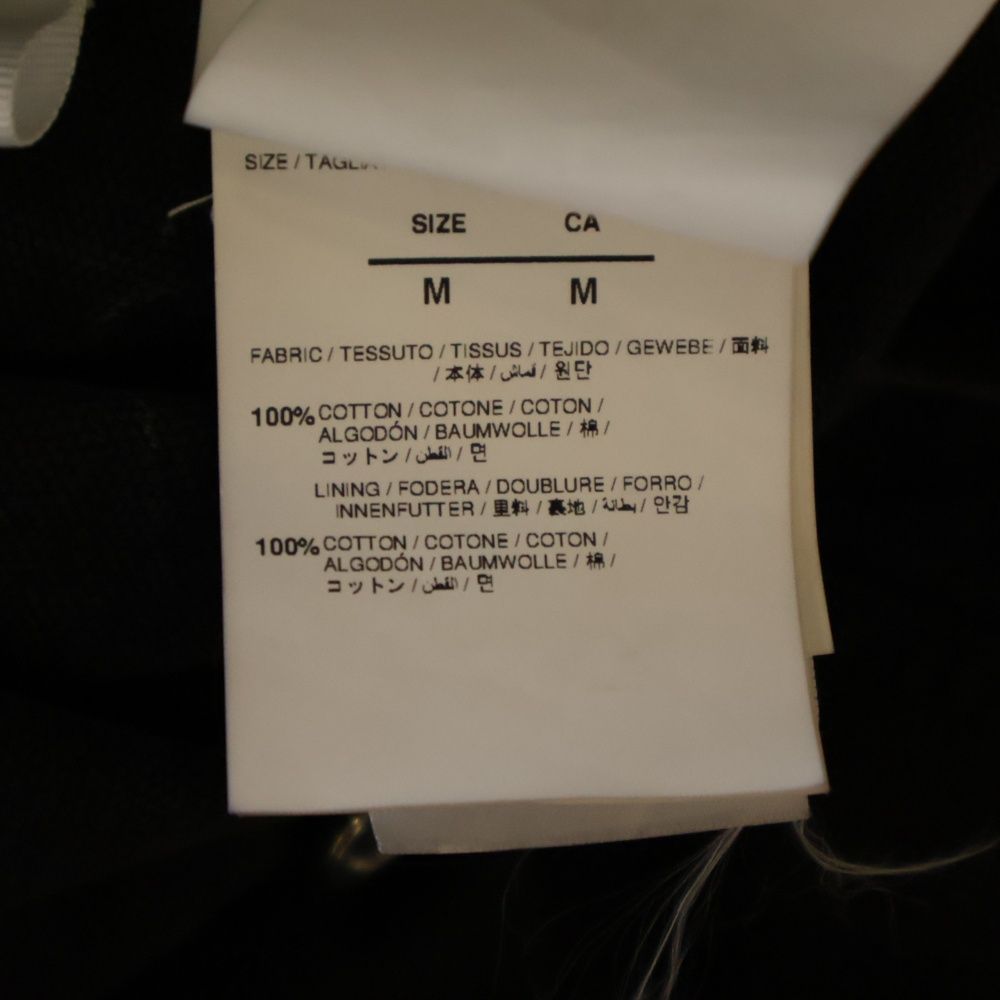 SIZE / TAGLIA
SIZE CA
M M
FABRIC / TESSUTO / TISSUS / TEJIDO / GEWEBE / 面料
/ 本体 / قماش / 원단
100% COTTON / COTONE / COTON /
ALGODÓN / BAUMWOLLE / 棉 /
コットン / القطن / 면
LINING / FODERA / DOUBLURE / FORRO /
INNENFUTTER / 里料 / 裏地 / بطانة / 안감
100% COTTON / COTONE / COTON /
ALGODÓN / BAUMWOLLE / 棉 /
コットン / القطن / 면